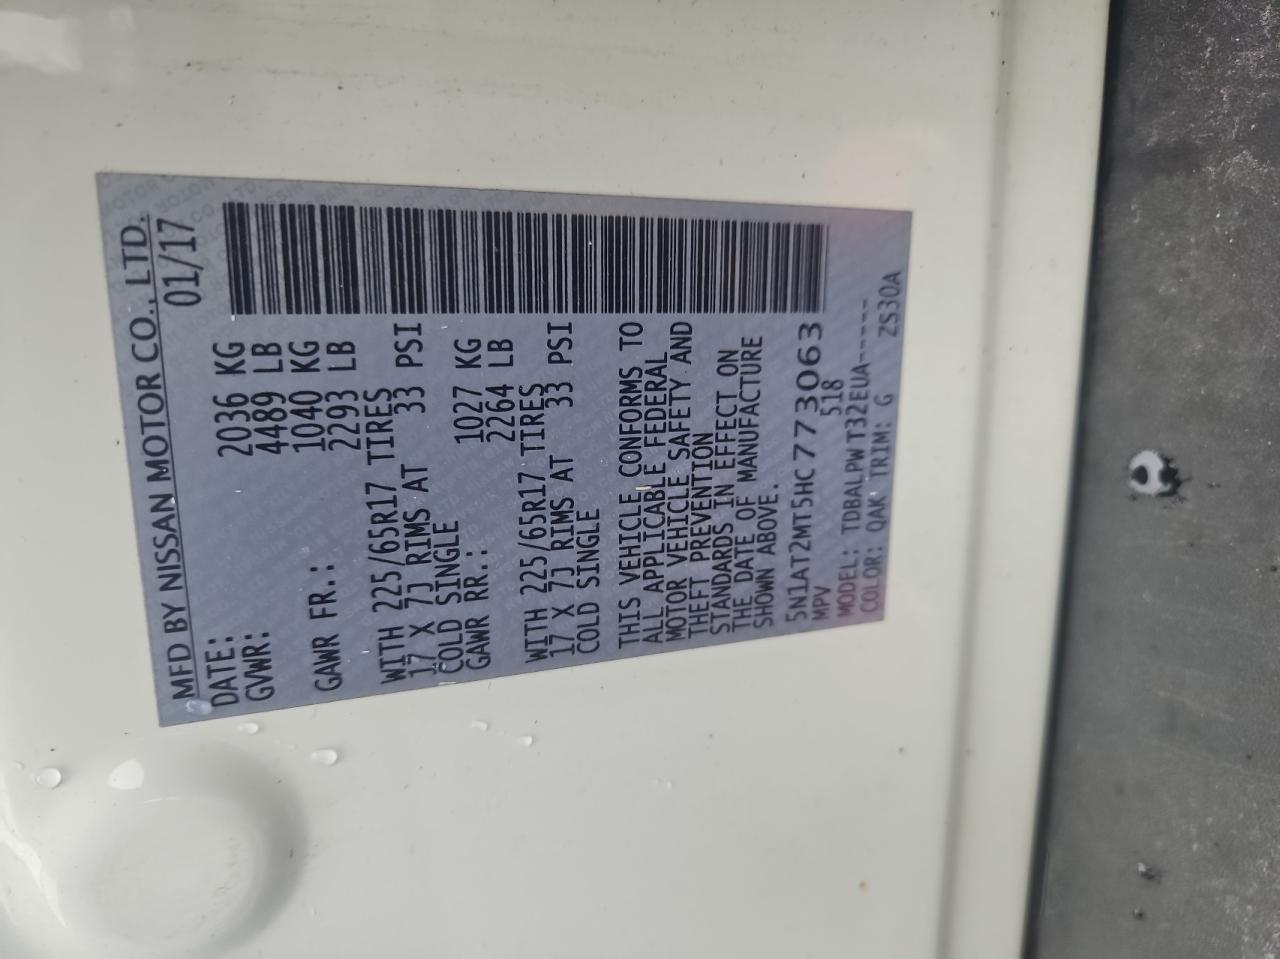 MFD BY NISSAN MOTOR CO., LTD.
DATE: 01/17
GVWR: 2036 KG
4489 LB
GAWR FR.: 1040 KG
2293 LB
WITH 225/65R17 TIRES
17 X 7J RIMS AT 33 PSI
COLD SINGLE
GAWR RR.: 1027 KG
2264 LB
WITH 225/65R17 TIRES
17 X 7J RIMS AT 33 PSI
COLD SINGLE
THIS VEHICLE CONFORMS TO
ALL APPLICABLE FEDERAL
MOTOR VEHICLE SAFETY AND
THEFT PREVENTION
STANDARDS IN EFFECT ON
THE DATE OF MANUFACTURE
SHOWN ABOVE.
5N1AT2MT5HC773063
MPV 518
MODEL: TDBALPWT32EUA-----
COLOR: QAK TRIM: G ZS30A